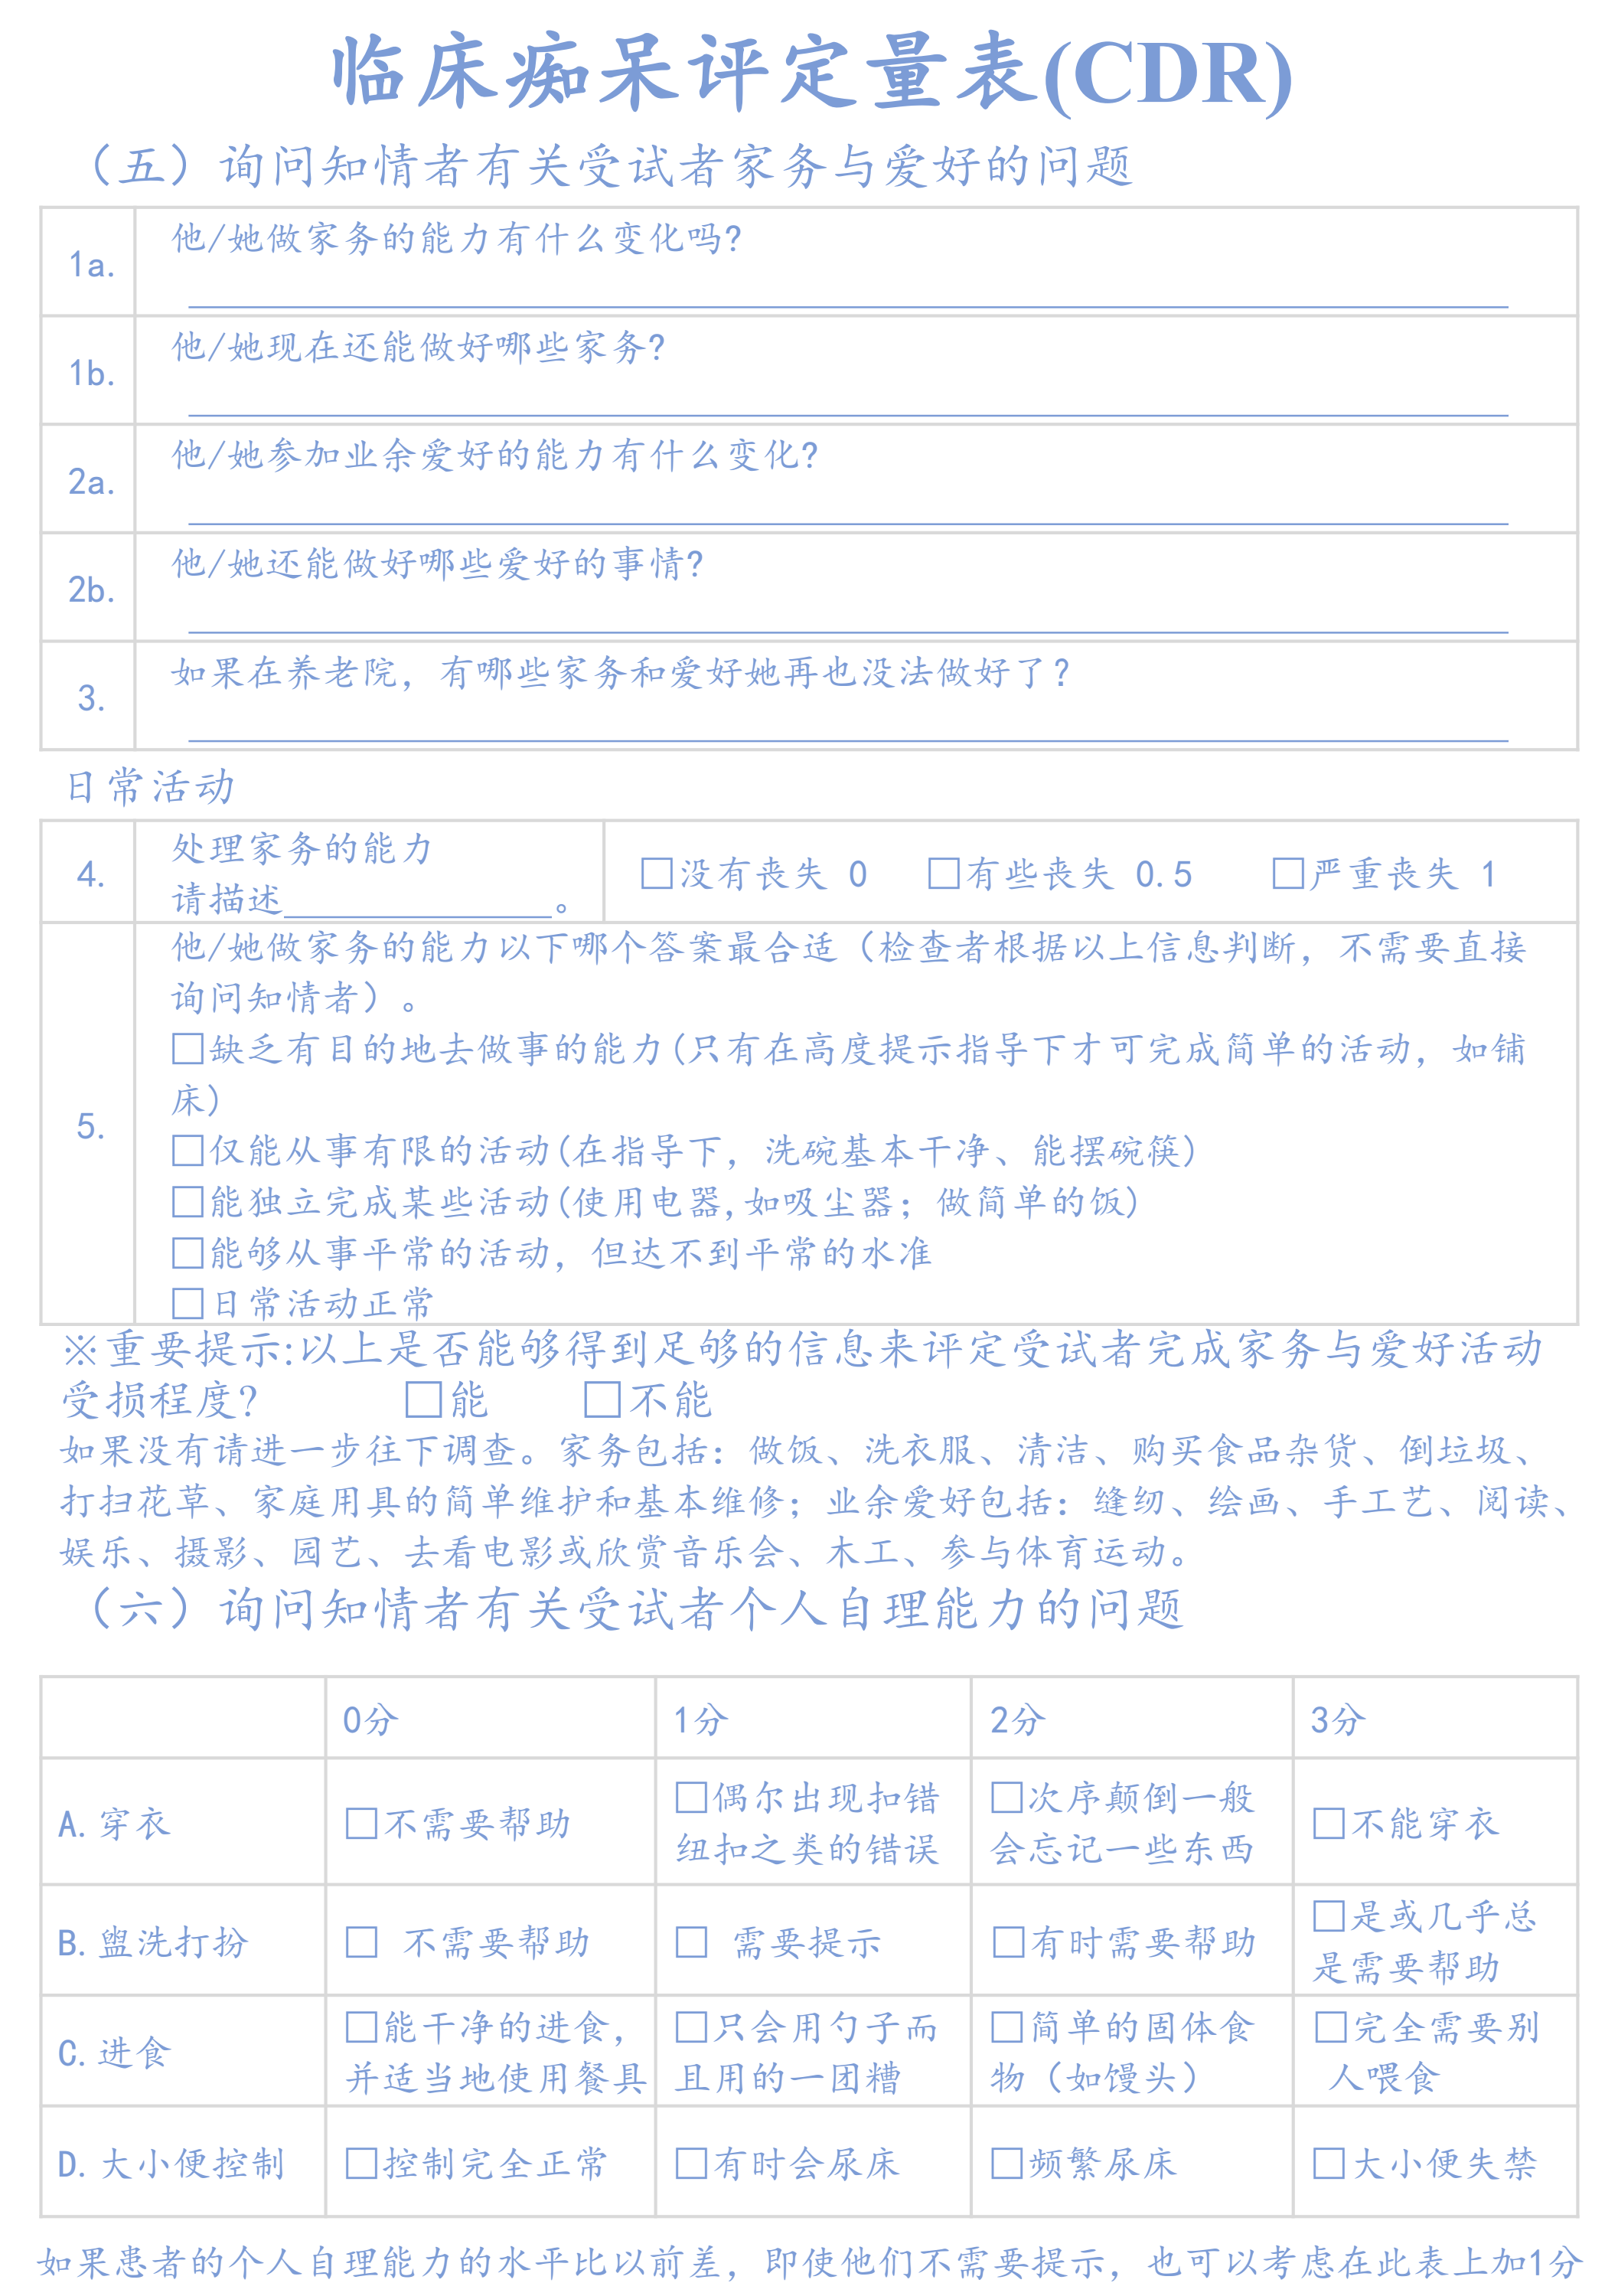 临床痴呆评定量表(CDR)
（五）询问知情者有关受试者家务与爱好的问题
1a.
他/她做家务的能力有什么变化吗?
1b.
他/她现在还能做好哪些家务?
2a.
他/她参加业余爱好的能力有什么变化?
2b.
他/她还能做好哪些爱好的事情?
3.
如果在养老院，有哪些家务和爱好她再也没法做好了？
日常活动
4.
处理家务的能力
请描述______________。
□没有丧失 0 □有些丧失 0.5 □严重丧失 1
5.
他/她做家务的能力以下哪个答案最合适（检查者根据以上信息判断，不需要直接
询问知情者）。
□缺乏有目的地去做事的能力(只有在高度提示指导下才可完成简单的活动，如铺
床)
□仅能从事有限的活动(在指导下，洗碗基本干净、能摆碗筷)
□能独立完成某些活动(使用电器,如吸尘器；做简单的饭)
□能够从事平常的活动，但达不到平常的水准
□日常活动正常
※重要提示:以上是否能够得到足够的信息来评定受试者完成家务与爱好活动
受损程度? □能 □不能
如果没有请进一步往下调查。家务包括：做饭、洗衣服、清洁、购买食品杂货、倒垃圾、
打扫花草、家庭用具的简单维护和基本维修；业余爱好包括：缝纫、绘画、手工艺、阅读、
娱乐、摄影、园艺、去看电影或欣赏音乐会、木工、参与体育运动。
（六）询问知情者有关受试者个人自理能力的问题
0分 1分 2分 3分
A.穿衣
□不需要帮助
□偶尔出现扣错
纽扣之类的错误
□次序颠倒一般
会忘记一些东西
□不能穿衣
B.盥洗打扮
□ 不需要帮助
□ 需要提示
□有时需要帮助
□是或几乎总
是需要帮助
C.进食
□能干净的进食，
并适当地使用餐具
□只会用勺子而
且用的一团糟
□简单的固体食
物（如馒头）
□完全需要别
人喂食
D.大小便控制
□控制完全正常
□有时会尿床
□频繁尿床
□大小便失禁
如果患者的个人自理能力的水平比以前差，即使他们不需要提示，也可以考虑在此表上加1分